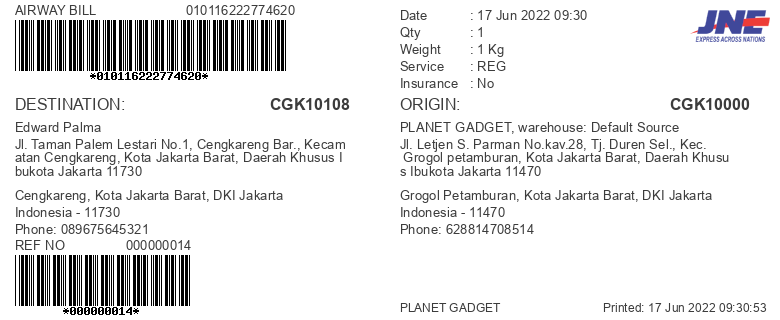 AIRWAY BILL 010116222774620
*010116222774620*
Date : 17 Jun 2022 09:30
Qty : 1
Weight : 1 Kg
Service : REG
Insurance : No
JNE
EXPRESS ACROSS NATIONS
DESTINATION: CGK10108
Edward Palma
Jl. Taman Palem Lestari No.1, Cengkareng Bar., Kecam
atan Cengkareng, Kota Jakarta Barat, Daerah Khusus I
bukota Jakarta 11730
Cengkareng, Kota Jakarta Barat, DKI Jakarta
Indonesia - 11730
Phone: 089675645321
REF NO 000000014
*000000014*
ORIGIN: CGK10000
PLANET GADGET, warehouse: Default Source
Jl. Letjen S. Parman No.kav.28, Tj. Duren Sel., Kec.
Grogol petamburan, Kota Jakarta Barat, Daerah Khusu
s Ibukota Jakarta 11470
Grogol Petamburan, Kota Jakarta Barat, DKI Jakarta
Indonesia - 11470
Phone: 628814708514
PLANET GADGET Printed: 17 Jun 2022 09:30:53